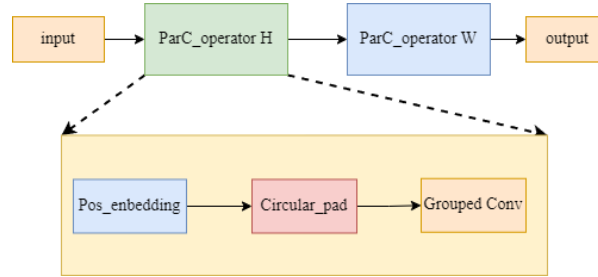 input
ParC_operator H
ParC_operator W
output
Pos_enbedding
Circular_pad
Grouped Conv